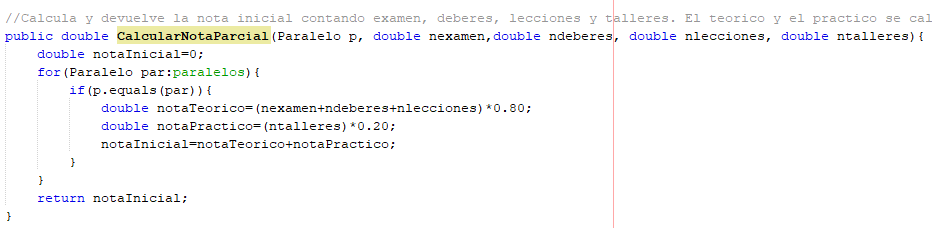 //Calcula y devuelve la nota inicial contando examen, deberes, lecciones y talleres. El teorico y el practico se cal
public double CalcularNotaParcial(Paralelo p, double nexamen,double ndeberes, double nlecciones, double ntalleres){
    double notaInicial=0;
    for(Paralelo par:paralelos){
        if(p.equals(par)){
            double notaTeorico=(nexamen+ndeberes+nlecciones)*0.80;
            double notaPractico=(ntalleres)*0.20;
            notaInicial=notaTeorico+notaPractico;
        }
    }
    return notaInicial;
}